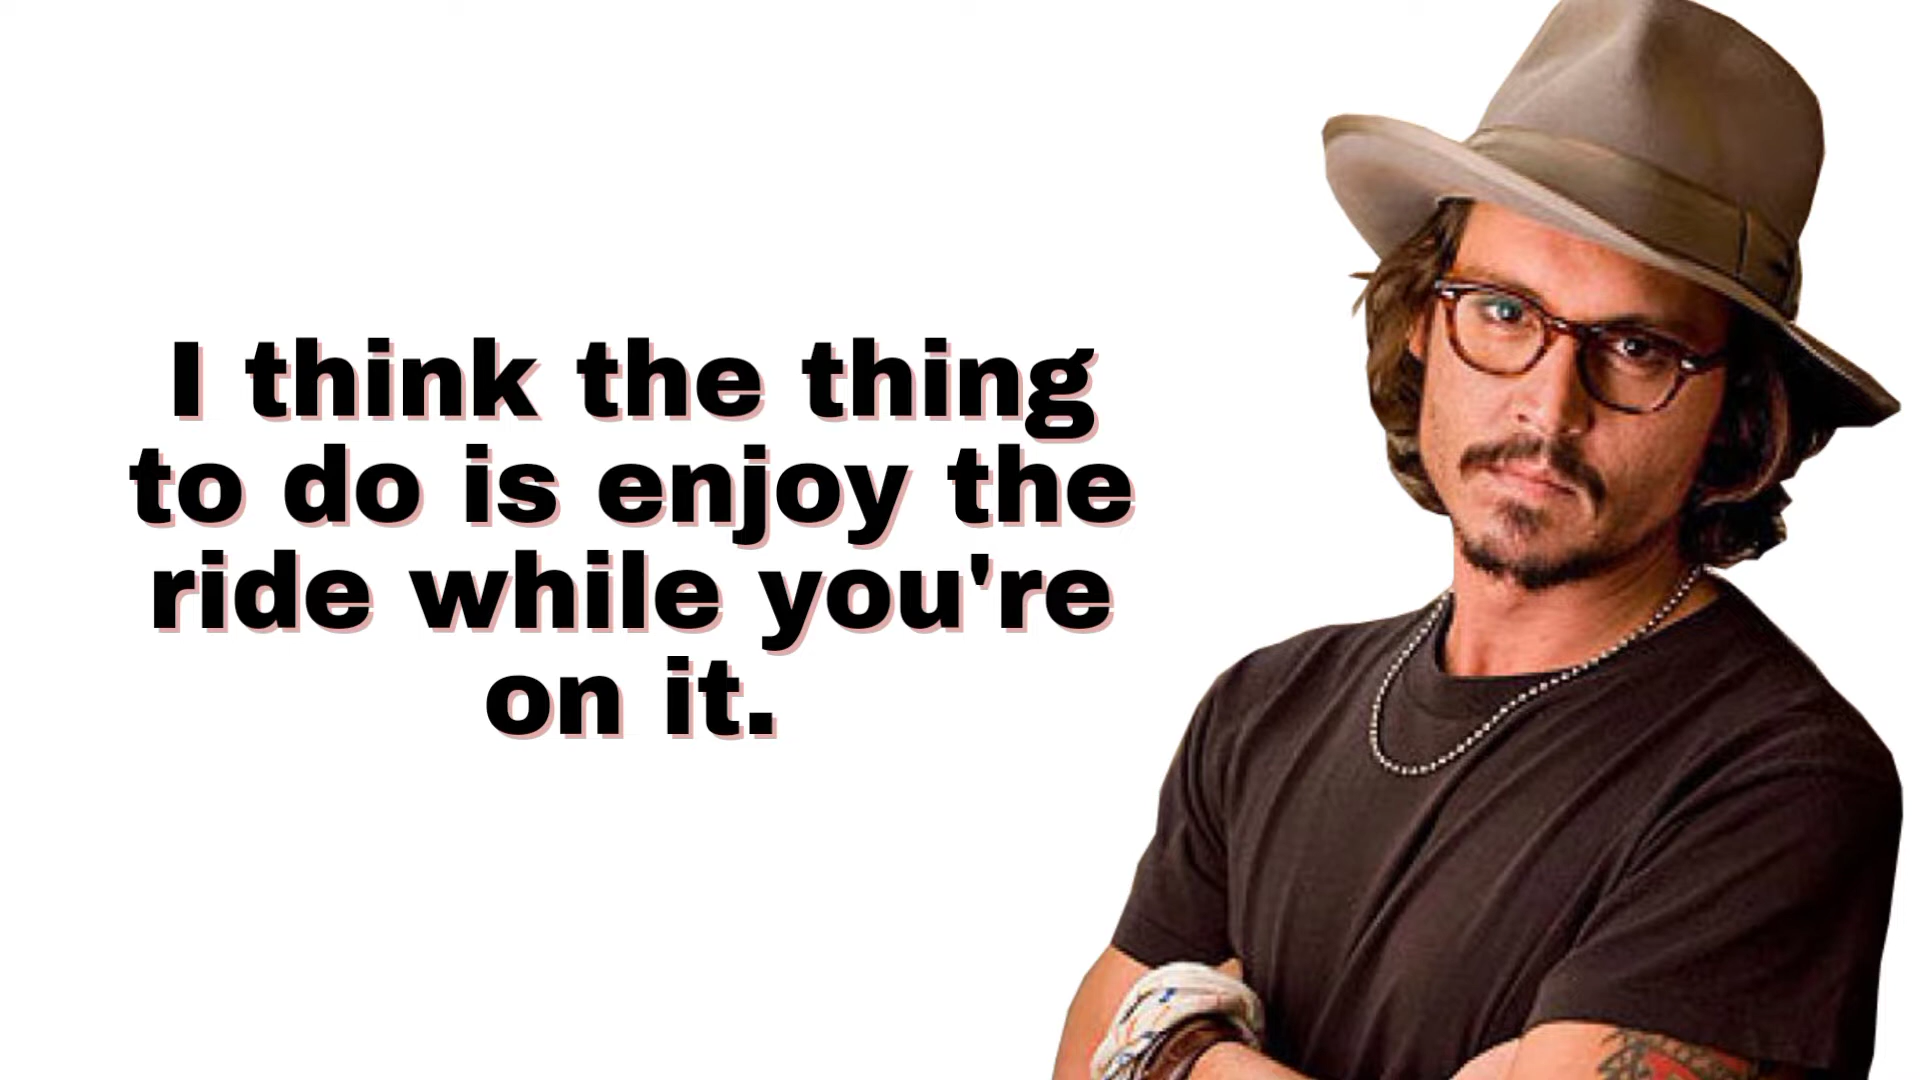 I think the thing
to do is enjoy the
ride while you're
on it.